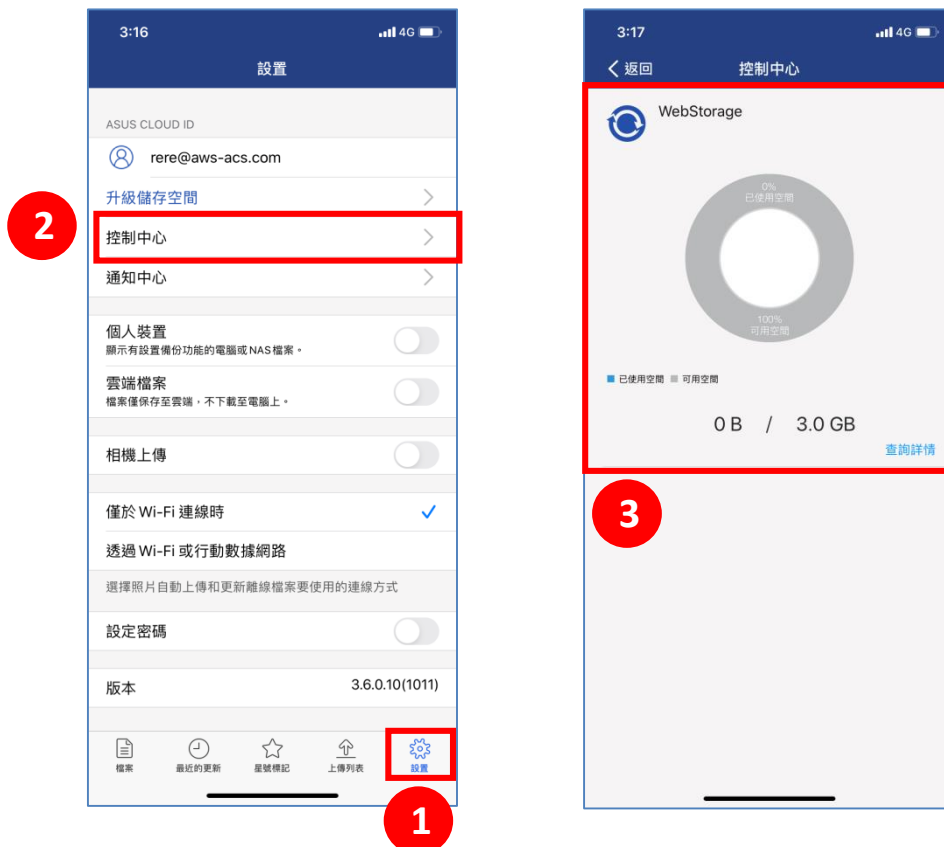 3:16
4G
設置
ASUS CLOUD ID
rere@aws-acs.com
升級儲存空間
2
控制中心
通知中心
個人裝置
顯示有設置備份功能的電腦或NAS檔案。
雲端檔案
檔案僅保存至雲端，不下載至電腦上。
相機上傳
僅於 Wi-Fi 連線時
透過 Wi-Fi 或行動數據網路
選擇照片自動上傳和更新離線檔案要使用的連線方式
設定密碼
版本 3.6.0.10(1011)
檔案 最近的更新 星號標記 上傳列表 設置
1
3:17
4G
返回 控制中心
WebStorage
0%
已使用空間
100%
可用空間
已使用空間 可用空間
0 B / 3.0 GB
查詢詳情
3